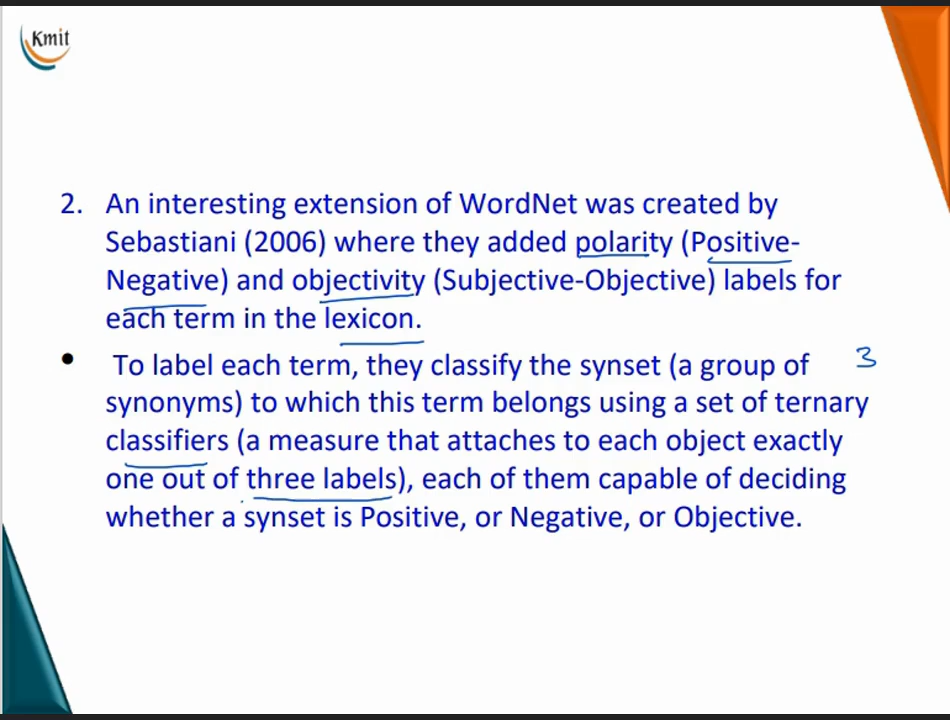 Kmit
2. An interesting extension of WordNet was created by
Sebastiani (2006) where they added polarity (Positive-
Negative) and objectivity (Subjective-Objective) labels for
each term in the lexicon.
• To label each term, they classify the synset (a group of
3
synonyms) to which this term belongs using a set of ternary
classifiers (a measure that attaches to each object exactly
one out of three labels), each of them capable of deciding
whether a synset is Positive, or Negative, or Objective.